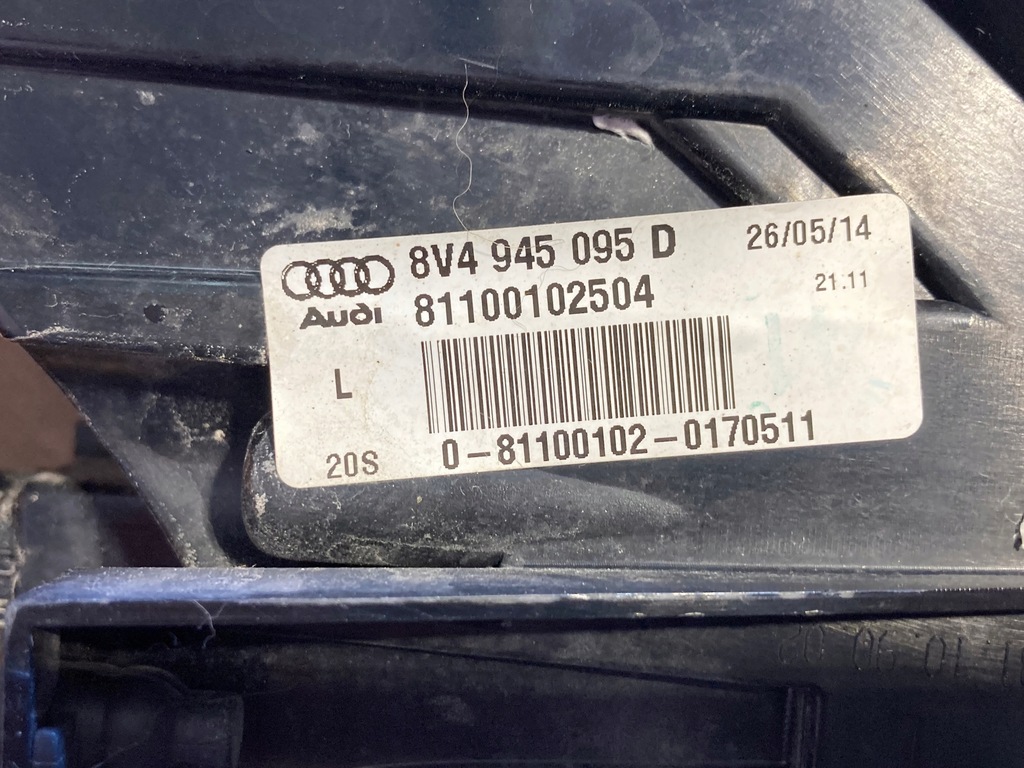 8V4 945 095 D 26/05/14
Audi 81100102504 21.11
L
20S 0-81100102-0170511